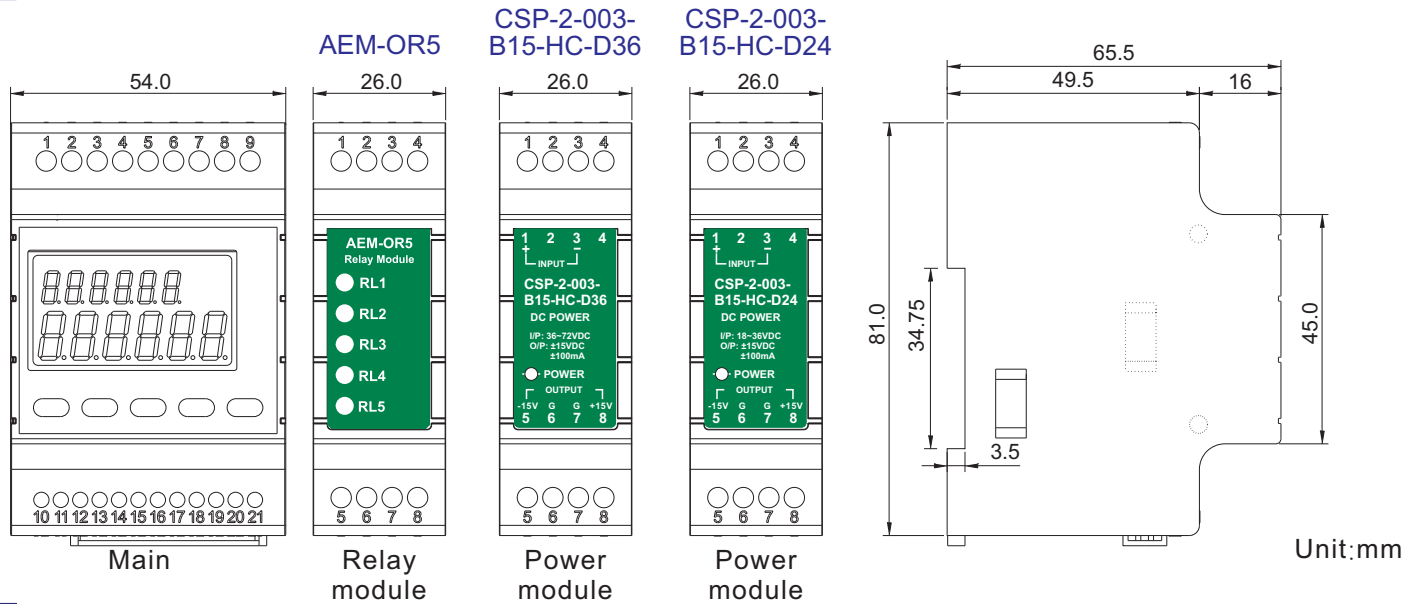 AEM-OR5
CSP-2-003-
B15-HC-D36
CSP-2-003-
B15-HC-D24
54.0
26.0
26.0
26.0
65.5
49.5
16
1 2 3 4 5 6 7 8 9
1 2 3 4
1 2 3 4
1 2 3 4
AEM-OR5
Relay Module
RL1
RL2
RL3
RL4
RL5
1 2 3 4
+ −
INPUT
CSP-2-003-
B15-HC-D36
DC POWER
I/P: 36~72VDC
O/P: ±15VDC
±100mA
POWER
OUTPUT
-15V G G +15V
5 6 7 8
1 2 3 4
+ −
INPUT
CSP-2-003-
B15-HC-D24
DC POWER
I/P: 18~36VDC
O/P: ±15VDC
±100mA
POWER
OUTPUT
-15V G G +15V
5 6 7 8
81.0
34.75
3.5
45.0
10 11 12 13 14 15 16 17 18 19 20 21
5 6 7 8
5 6 7 8
5 6 7 8
Main
Relay
module
Power
module
Power
module
Unit:mm